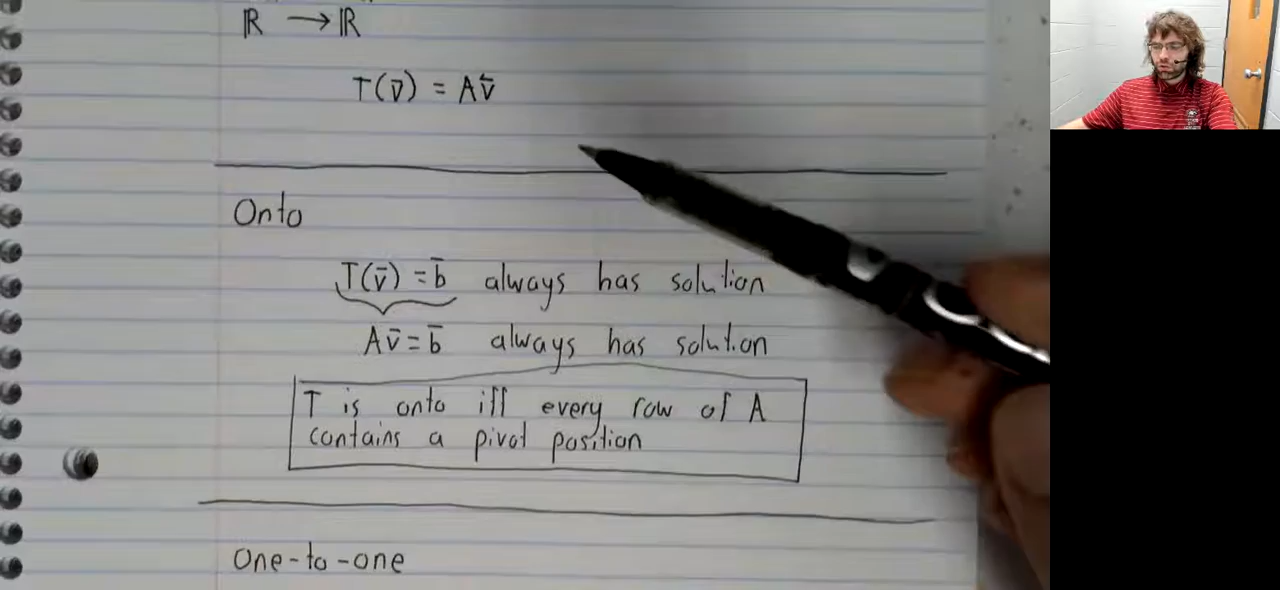 ℝ → ℝ
T(v̄) = Av̄
Onto
T(v̄) = b̄ always has solution
Av̄ = b̄ always has solution
T is onto iff every row of A
contains a pivot position
One-to-one